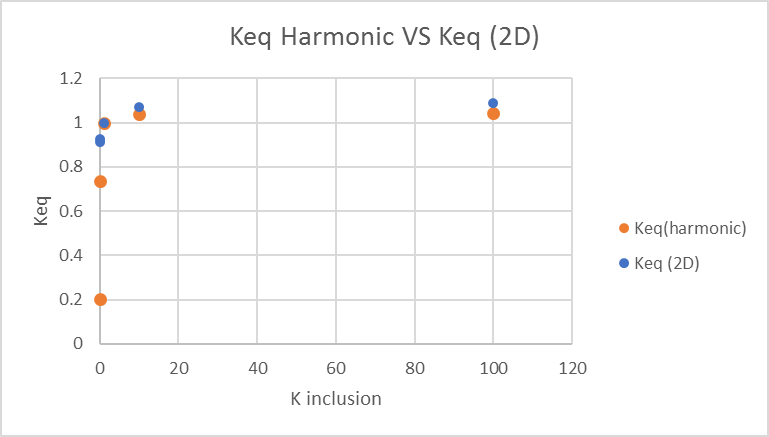 Keq Harmonic VS Keq (2D)
1.2
1
0.8
0.6
0.4
0.2
0
Keq
0 20 40 60 80 100 120
K inclusion
Keq(harmonic)
Keq (2D)